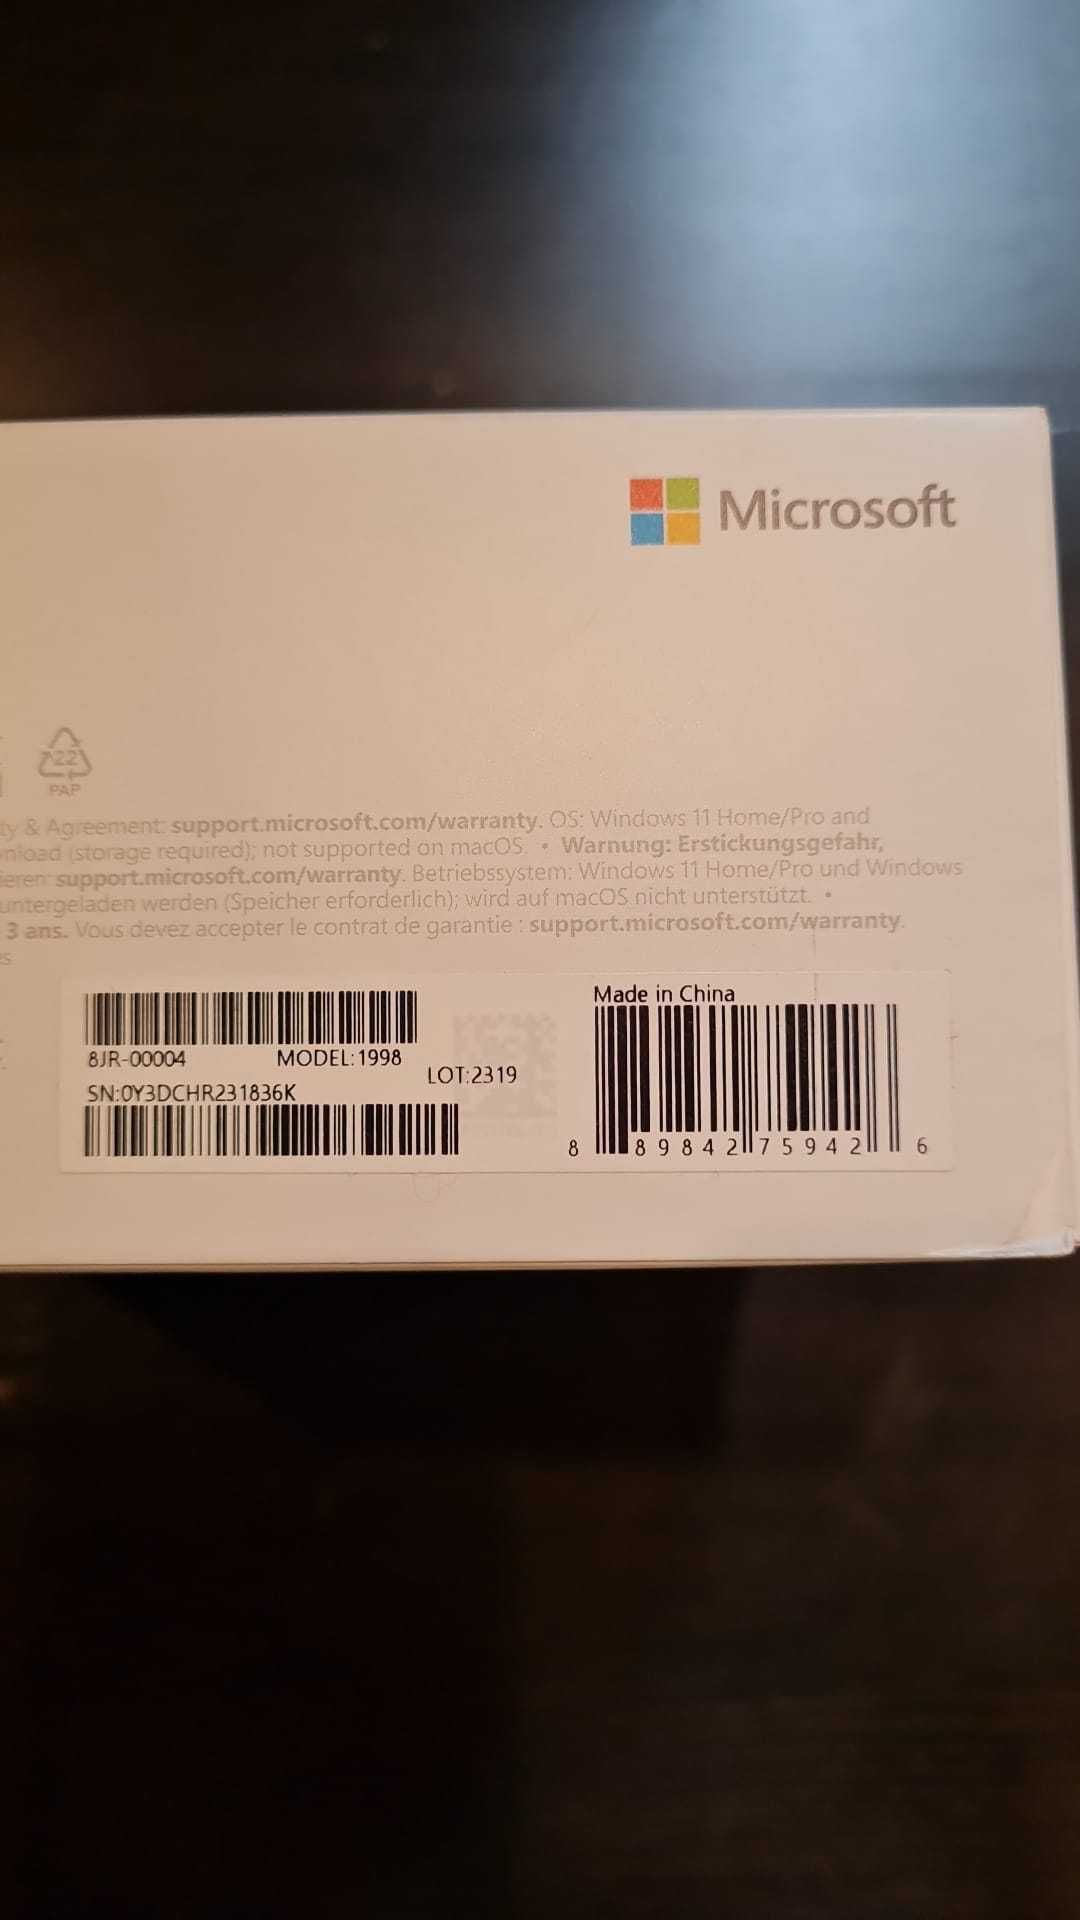 Microsoft
22
PAP
ty & Agreement: support.microsoft.com/warranty. OS: Windows 11 Home/Pro and
nload (storage required); not supported on macOS. • Warnung: Erstickungsgefahr,
ieren: support.microsoft.com/warranty. Betriebssystem: Windows 11 Home/Pro und Windows
untergeladen werden (Speicher erforderlich); wird auf macOS nicht unterstützt. •
3 ans. Vous devez accepter le contrat de garantie : support.microsoft.com/warranty.
es
Made in China
8JR-00004 MODEL:1998
LOT:2319
SN:0Y3DCHR231836K
8 89842 75942 6